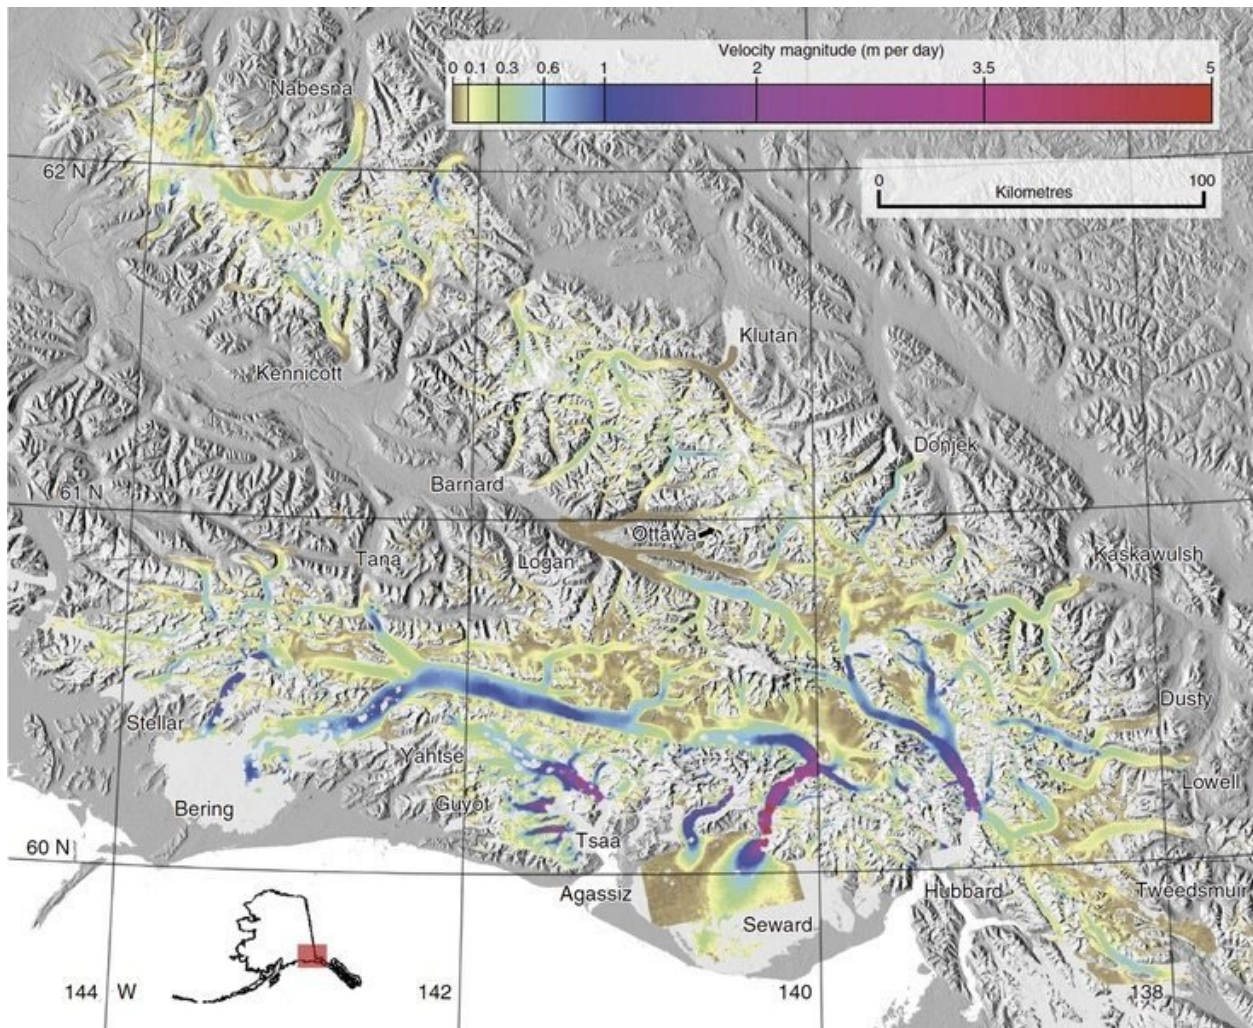 Velocity magnitude (m per day)
0 0.1 0.3 0.6 1 2 3.5 5
Nabesna
62 N
0 100
Kilometres
Klutan
Kennicott
Donjek
Barnard
61 N
Ottawa
Tana
Logan
Kaskawulsh
Dusty
Stellar
Yahtse
Lowell
Bering
Guyot
Tsaa
60 N
Agassiz
Hubbard
Tweedsmuir
Seward
144 W 142 140 138